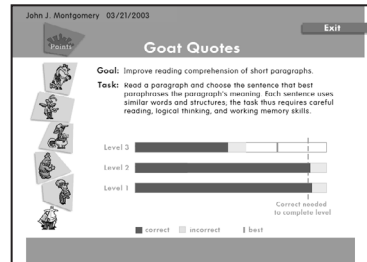 John J. Montgomery 03/21/2003
Exit
Points
Goat Quotes
Goal: Improve reading comprehension of short paragraphs.
Task: Read a paragraph and choose the sentence that best
paraphrases the paragraph's meaning. Each sentence uses
similar words and structures, the task thus requires careful
reading, logical thinking, and working memory skills.
Level 3
Level 2
Level 1
Correct needed
to complete level
correct incorrect best